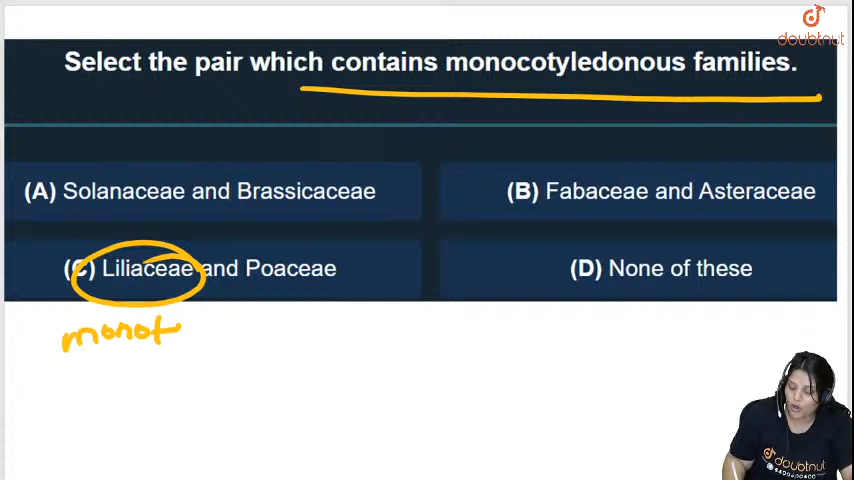 doubtnut
Select the pair which contains monocotyledonous families.
(A) Solanaceae and Brassicaceae
(B) Fabaceae and Asteraceae
(C) Liliaceae and Poaceae
(D) None of these
doubtnut